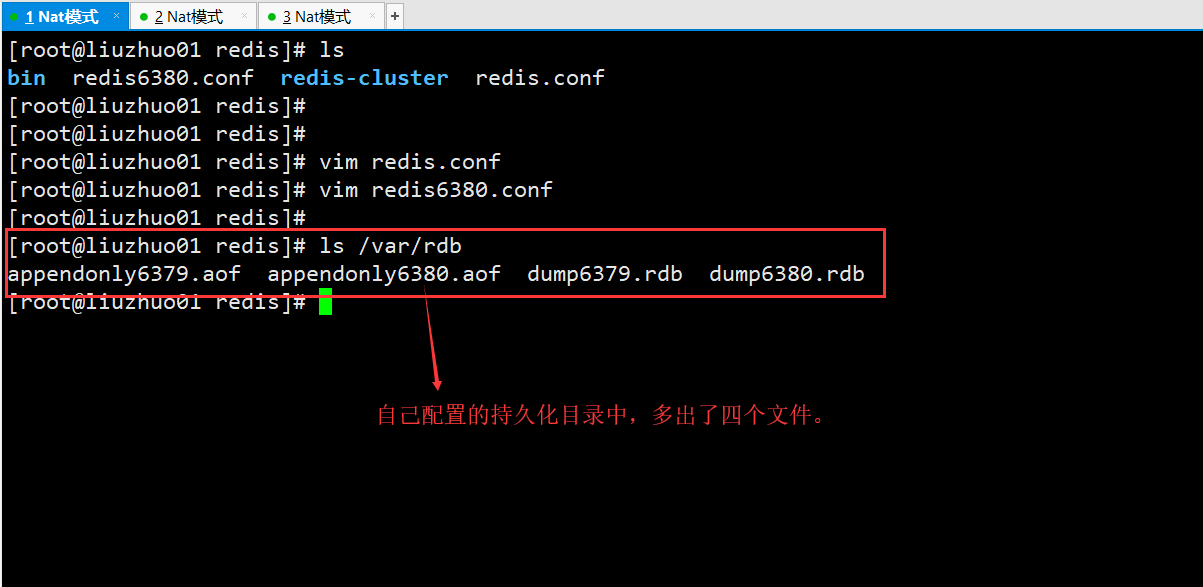 1 Nat模式 × 2 Nat模式 × 3 Nat模式 × +
[root@liuzhuo01 redis]# ls
bin  redis6380.conf  redis-cluster  redis.conf
[root@liuzhuo01 redis]#
[root@liuzhuo01 redis]#
[root@liuzhuo01 redis]# vim redis.conf
[root@liuzhuo01 redis]# vim redis6380.conf
[root@liuzhuo01 redis]#
[root@liuzhuo01 redis]# ls /var/rdb
appendonly6379.aof  appendonly6380.aof  dump6379.rdb  dump6380.rdb
[root@liuzhuo01 redis]#
自己配置的持久化目录中，多出了四个文件。